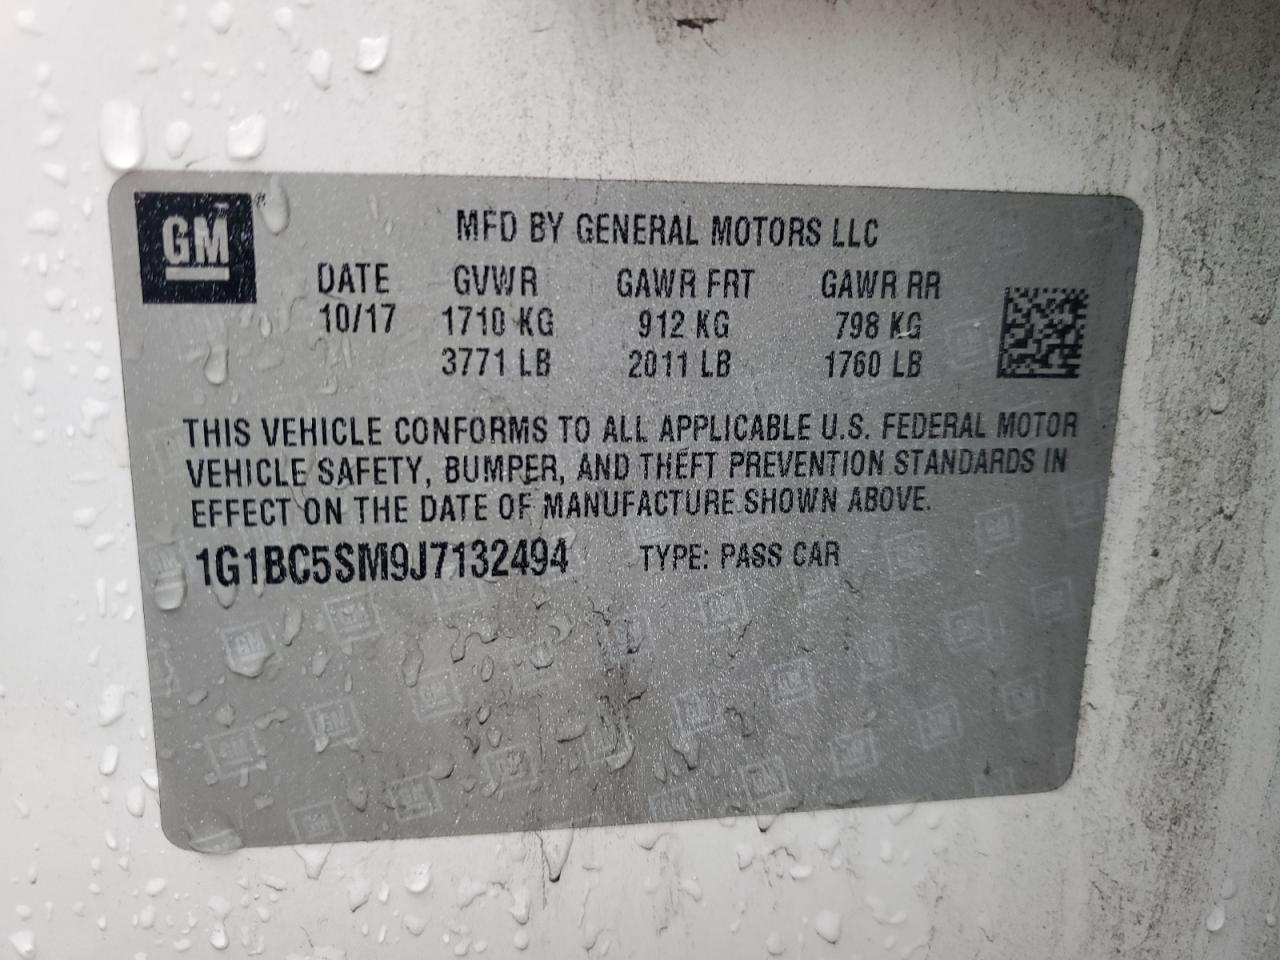 GM
MFD BY GENERAL MOTORS LLC
DATE GVWR GAWR FRT GAWR RR
10/17 1710 KG 912 KG 798 KG
3771 LB 2011 LB 1760 LB
THIS VEHICLE CONFORMS TO ALL APPLICABLE U.S. FEDERAL MOTOR
VEHICLE SAFETY, BUMPER, AND THEFT PREVENTION STANDARDS IN
EFFECT ON THE DATE OF MANUFACTURE SHOWN ABOVE.
1G1BC5SM9J7132494 TYPE: PASS CAR